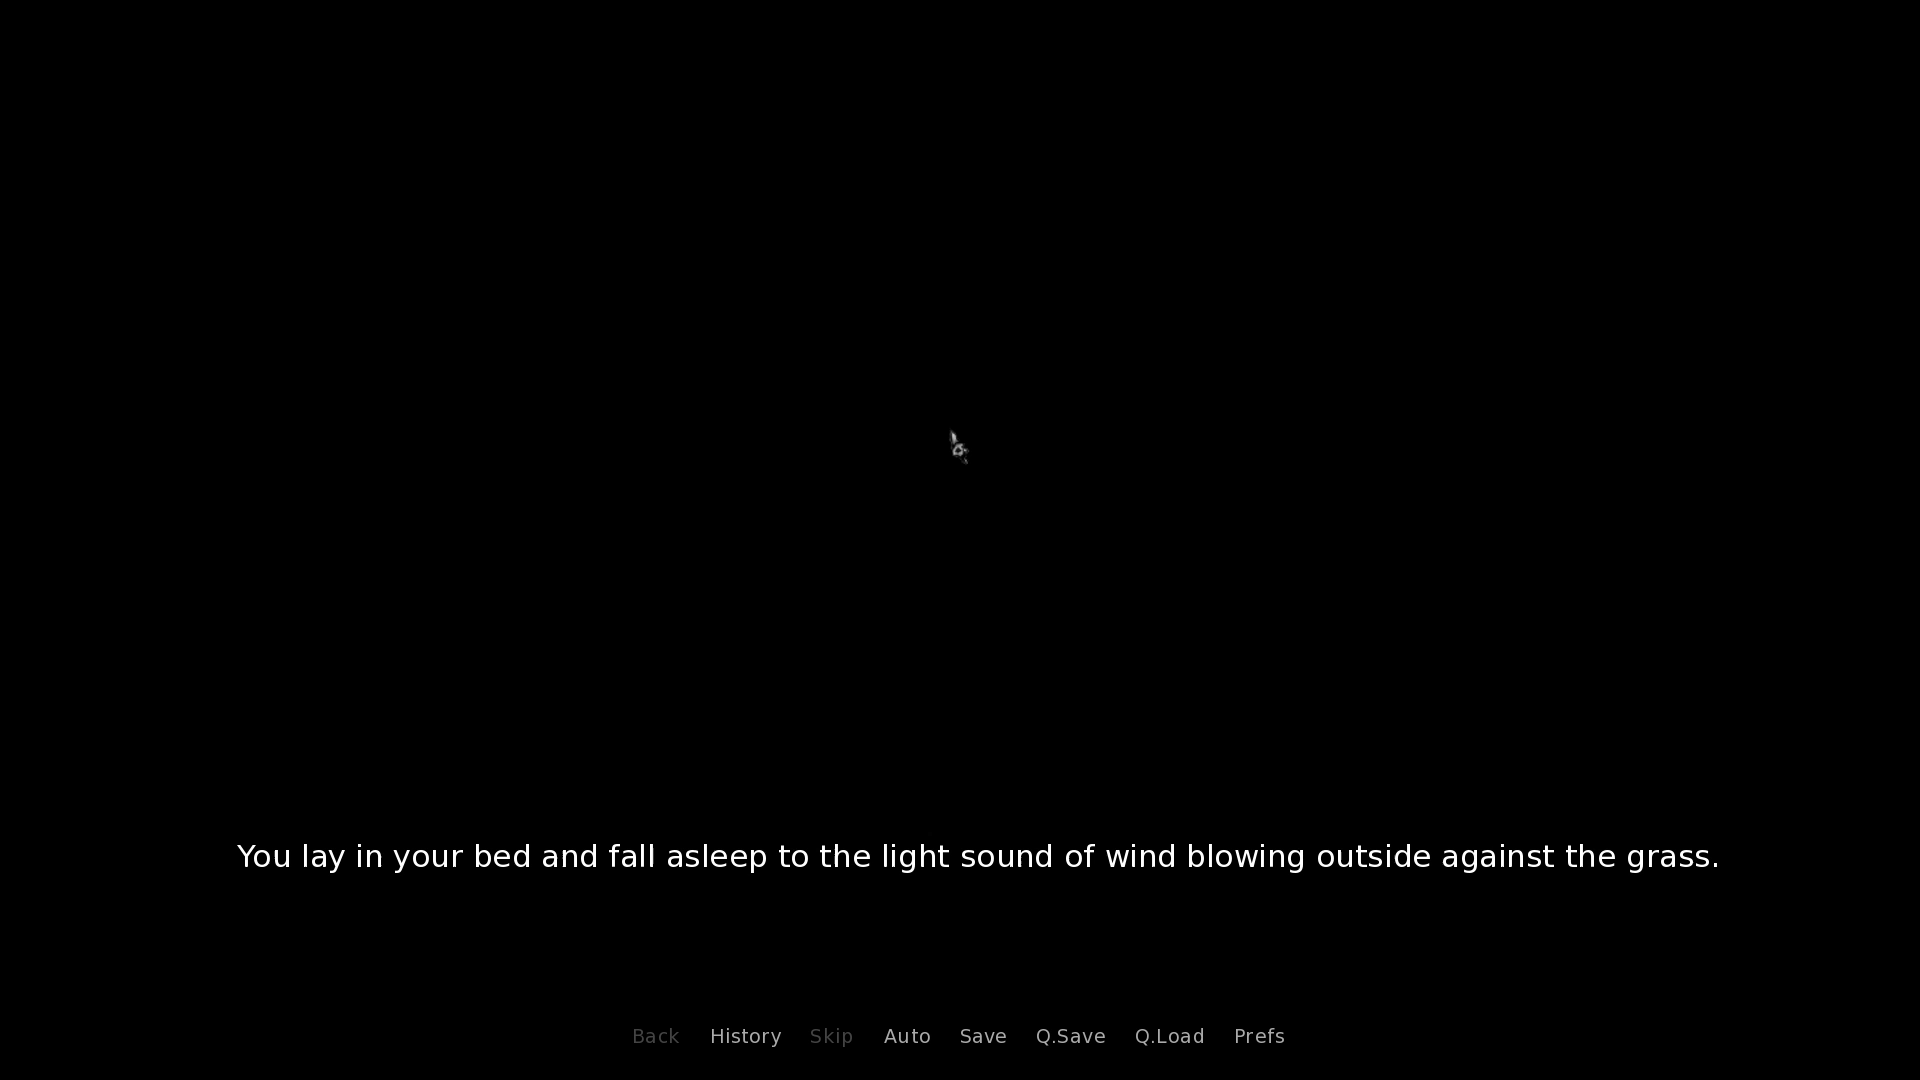 You lay in your bed and fall asleep to the light sound of wind blowing outside against the grass.
Back History Skip Auto Save Q.Save Q.Load Prefs